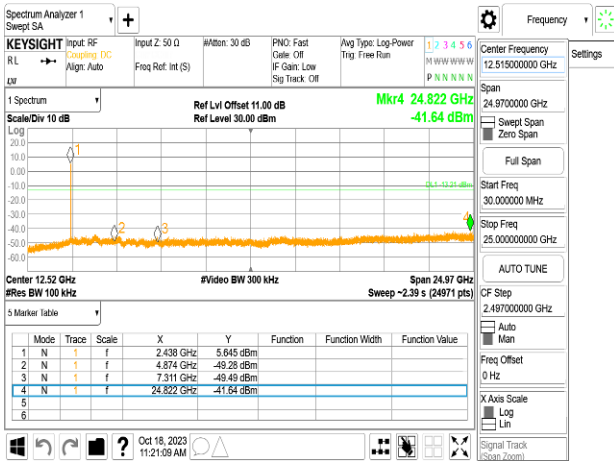 Spectrum Analyzer 1
Swept SA
Frequency
KEYSIGHT
RL
Input: RF
Coupling: DC
Align: Auto
Input Z: 50 Ω
Freq Ref: Int (S)
#Atten: 30 dB
PNO: Fast
Gate: Off
IF Gain: Low
Sig Track: Off
Avg Type: Log-Power
Trig: Free Run
1 2 3 4 5 6
M W W W W W
P N N N N N
LXI
1 Spectrum
Scale/Div 10 dB
Ref Lvl Offset 11.00 dB
Ref Level 30.00 dBm
Mkr4 24.822 GHz
-41.64 dBm
Log
20.0
10.0
0.00
-10.0
-20.0
-30.0
-40.0
-50.0
-60.0
1
2
3
4
Center 12.52 GHz
#Res BW 100 kHz
#Video BW 300 kHz
Span 24.97 GHz
Sweep ~2.39 s (24971 pts)
5 Marker Table
Mode Trace Scale X Y Function Function Width Function Value
1 N 1 f 2.438 GHz 5.645 dBm
2 N 1 f 4.874 GHz -49.28 dBm
3 N 1 f 7.311 GHz -49.49 dBm
4 N 1 f 24.822 GHz -41.64 dBm
5
6
Oct 18, 2023
11:21:09 AM
Center Frequency
12.515000000 GHz
Span
24.9700000 GHz
Swept Span
Zero Span
Full Span
Start Freq
30.000000 MHz
Stop Freq
25.000000000 GHz
AUTO TUNE
CF Step
2.497000000 GHz
Auto
Man
Freq Offset
0 Hz
X Axis Scale
Log
Lin
Signal Track
(Span Zoom)
Settings